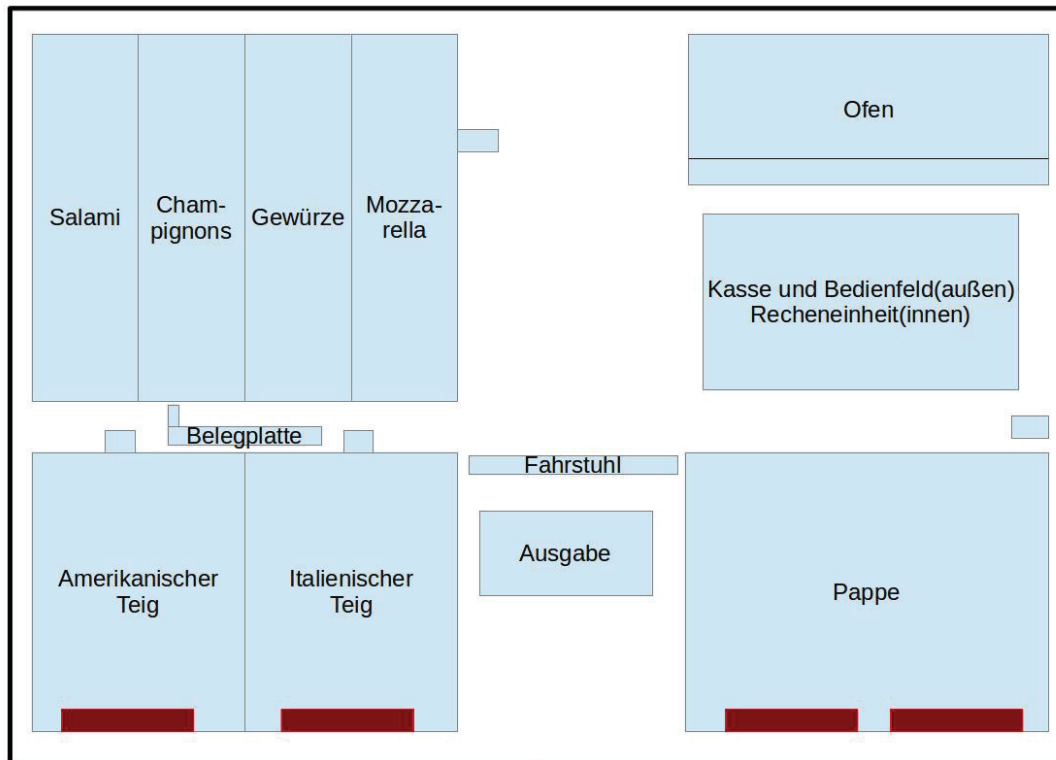 Salami
Cham-
pignons
Gewürze
Mozza-
rella
Ofen
Kasse und Bedienfeld(außen)
Recheneinheit(innen)
Belegplatte
Fahrstuhl
Ausgabe
Amerikanischer
Teig
Italienischer
Teig
Pappe